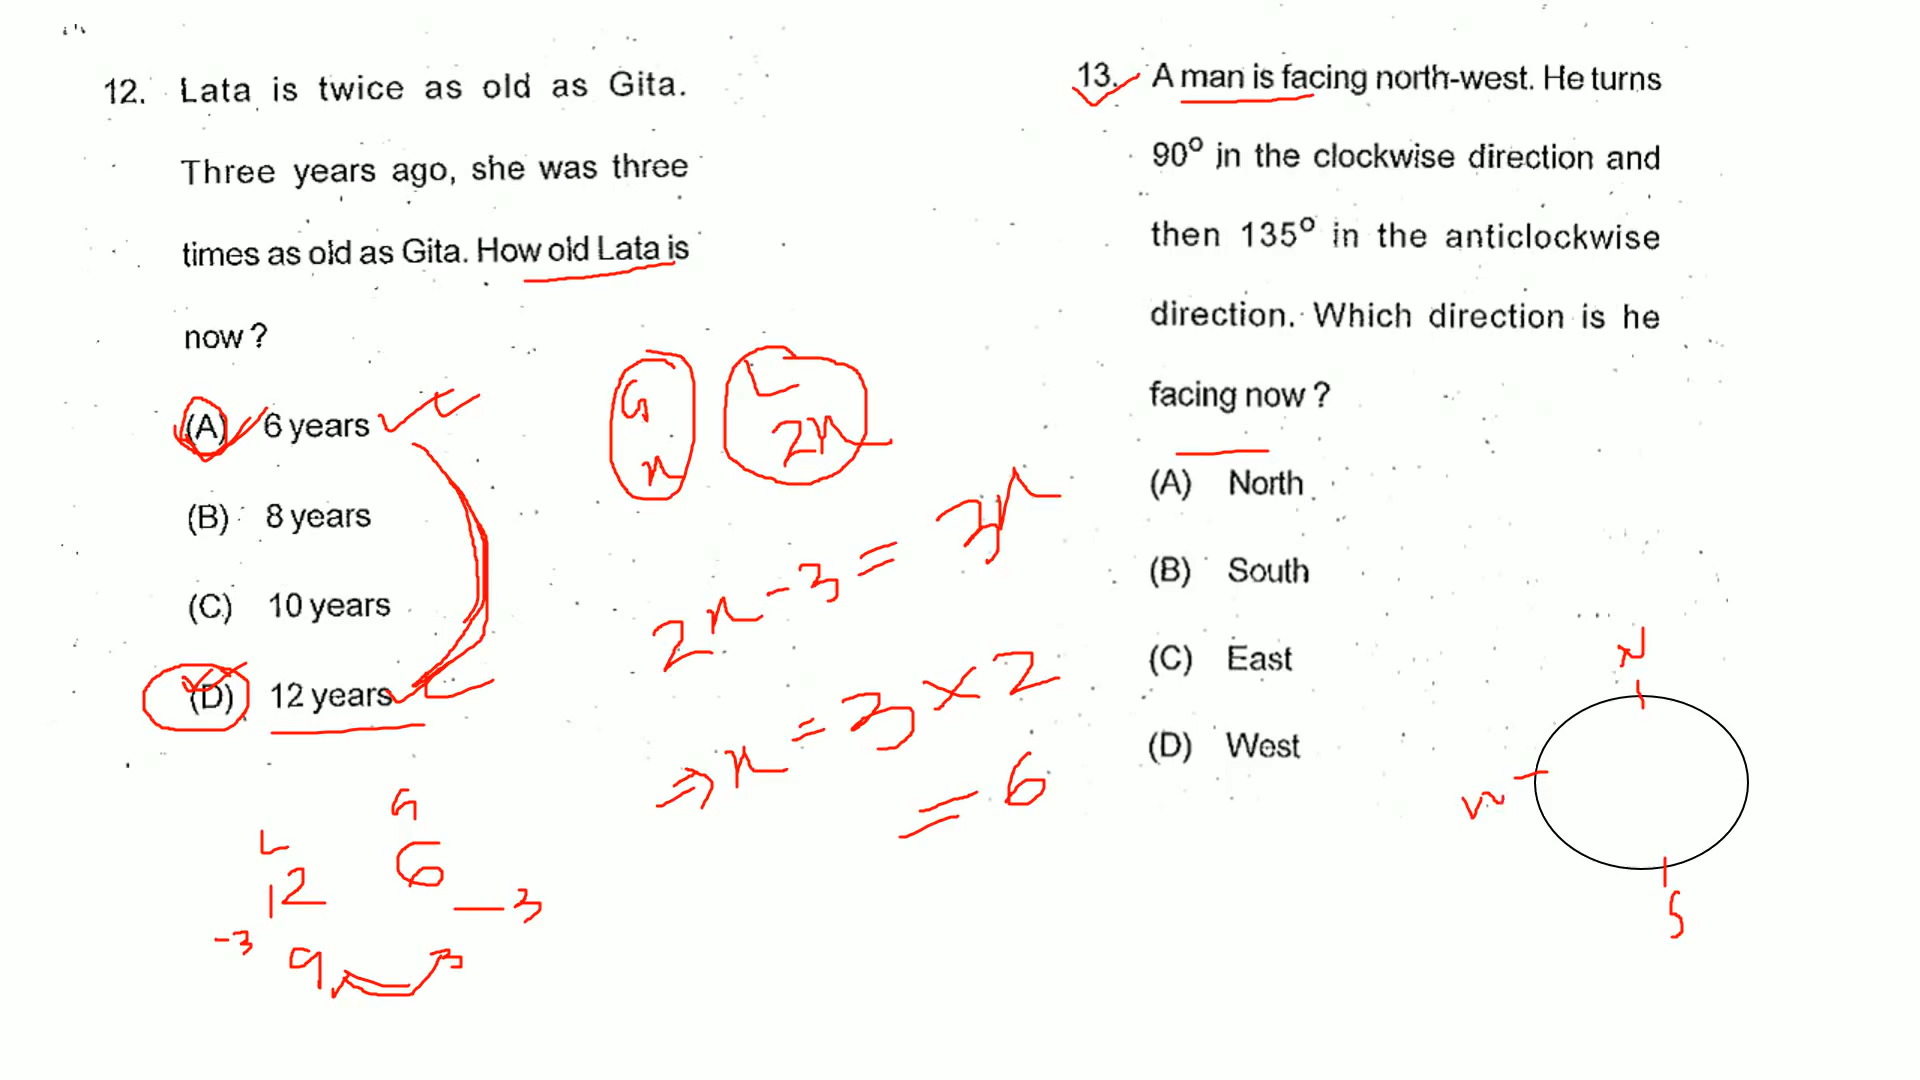 12. Lata is twice as old as Gita.
Three years ago, she was three
times as old as Gita. How old Lata is
now ?
(A) 6 years
(B) 8 years
(C) 10 years
(D) 12 years
G
x
L
2x
2x - 3 = 3x
⇒ x = 3 × 2
= 6
L G
12 6
-3 9 3 - 3
13. A man is facing north-west. He turns
90° in the clockwise direction and
then 135° in the anticlockwise
direction. Which direction is he
facing now ?
(A) North
(B) South
(C) East
(D) West
N
W
S